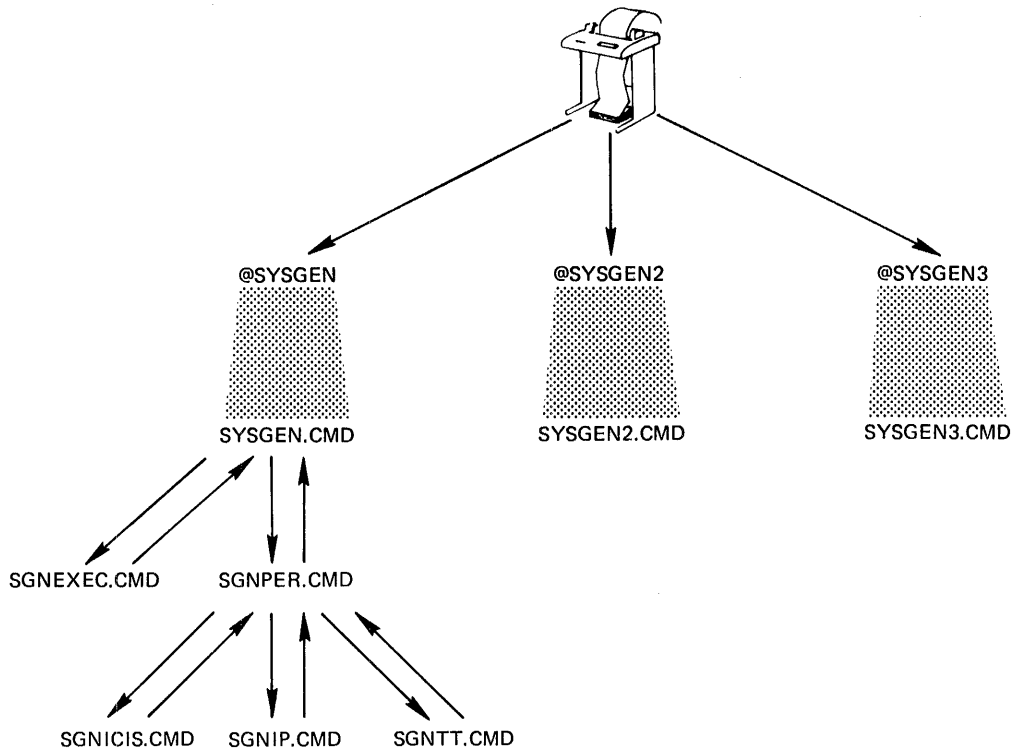 @SYSGEN
@SYSGEN2
@SYSGEN3
SYSGEN.CMD
SYSGEN2.CMD
SYSGEN3.CMD
SGNEXEC.CMD
SGNPER.CMD
SGNICIS.CMD
SGNIP.CMD
SGNTT.CMD